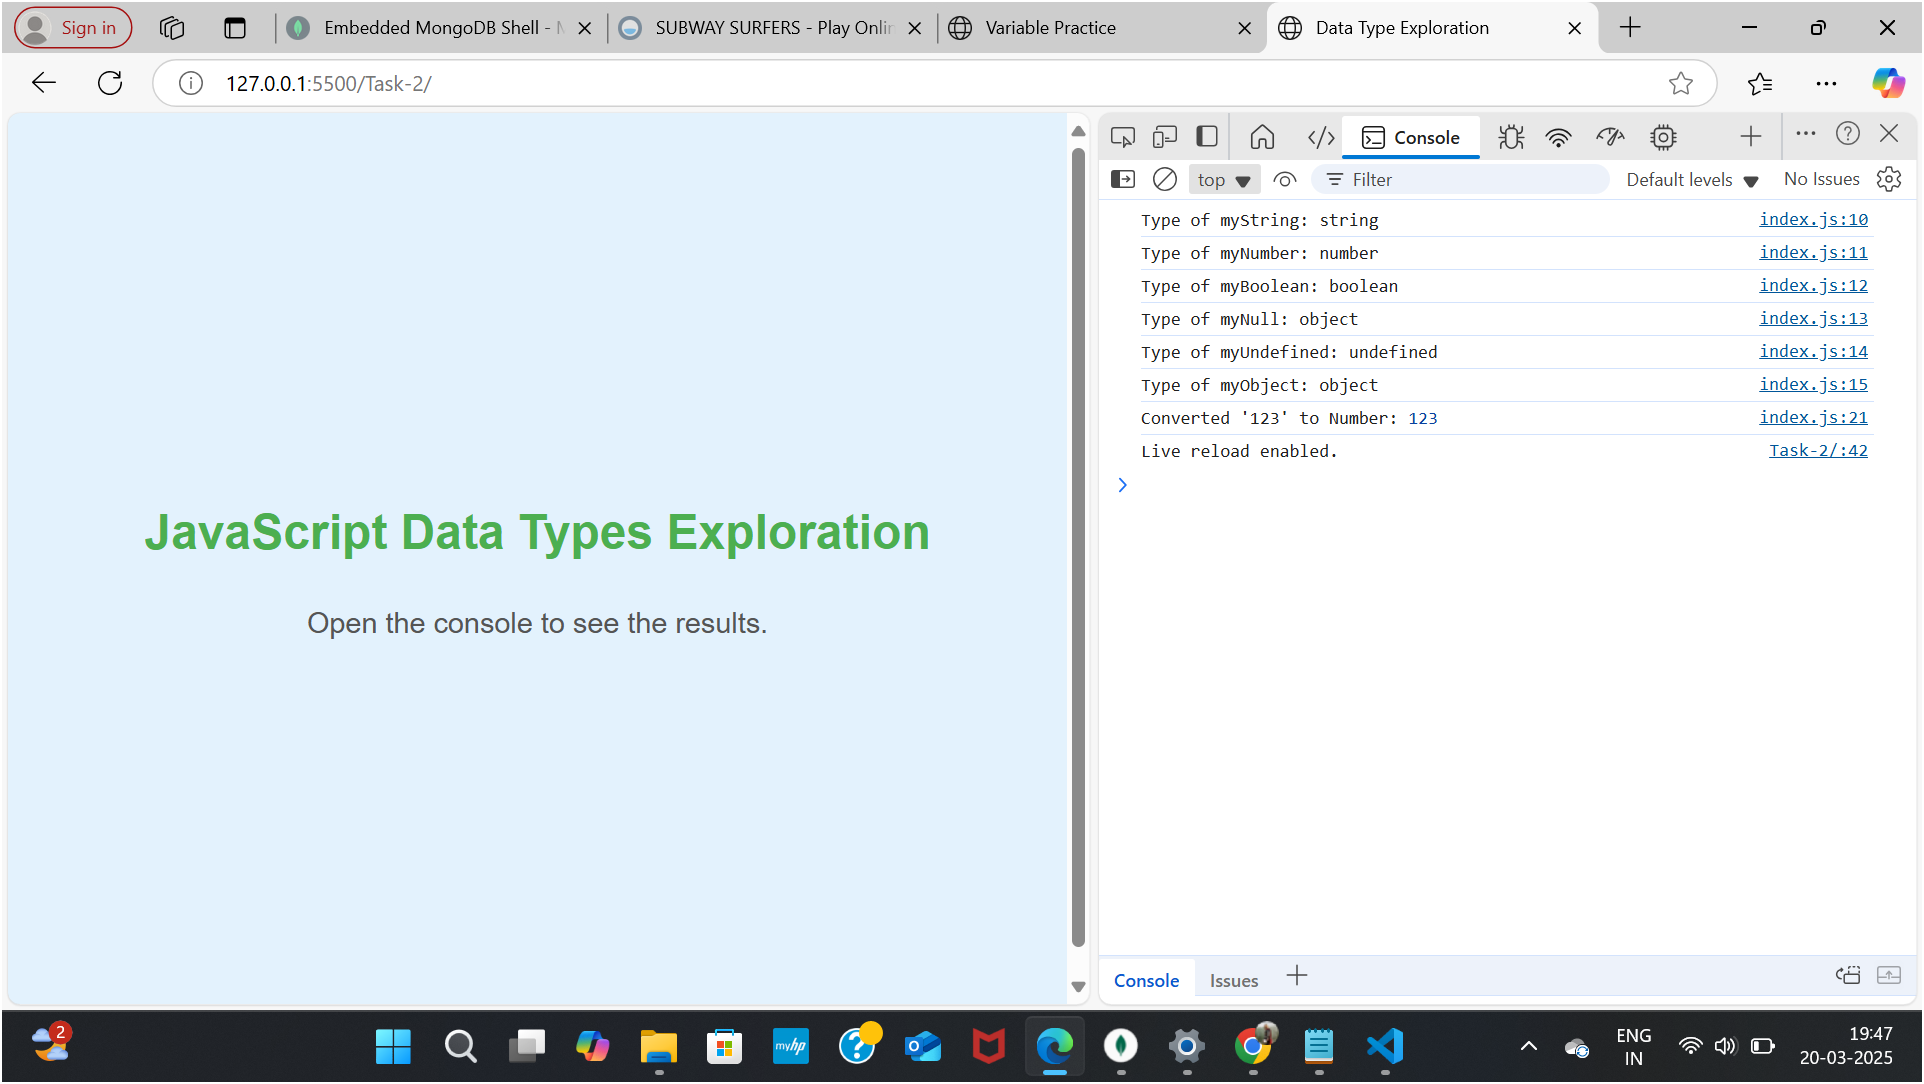 Sign in
Embedded MongoDB Shell -
SUBWAY SURFERS - Play Onlin
Variable Practice
Data Type Exploration
127.0.0.1:5500/Task-2/
Console
top
Filter
Default levels
No Issues
Type of myString: string index.js:10
Type of myNumber: number index.js:11
Type of myBoolean: boolean index.js:12
Type of myNull: object index.js:13
Type of myUndefined: undefined index.js:14
Type of myObject: object index.js:15
Converted '123' to Number: 123 index.js:21
Live reload enabled. Task-2/:42
JavaScript Data Types Exploration
Open the console to see the results.
Console
Issues
2
myhp
ENG
IN
19:47
20-03-2025